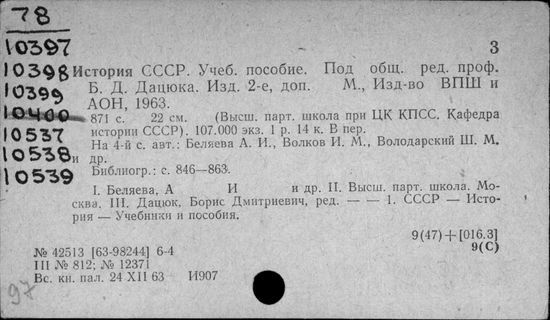 78
10397
3
10398
История СССР. Учеб. пособие. Под общ. ред. проф.
10399
Б. Д. Дацюка. Изд. 2-е, доп. М., Изд-во ВПШ и
АОН, 1963.
10400
871 с. 22 см. (Высш. парт. школа при ЦК КПСС. Кафедра
10537
истории СССР). 107.000 экз. 1 р. 14 к. В пер.
На 4-й с. авт.: Беляева А. И., Волков И. М., Володарский Ш. М.
10538
и др.
10539
Библиогр.: с. 846—863.
I. Беляева, А И и др. II. Высш. парт. школа. Мо-
сква. III. Дацюк, Борис Дмитриевич, ред. — — 1. СССР — Исто-
рия — Учебники и пособия.
9(47)+[016.3]
9(С)
№ 42513 [63-98244] 6-4
III № 812; № 12371
Вс. кн. пал. 24 XII 63 И907
97